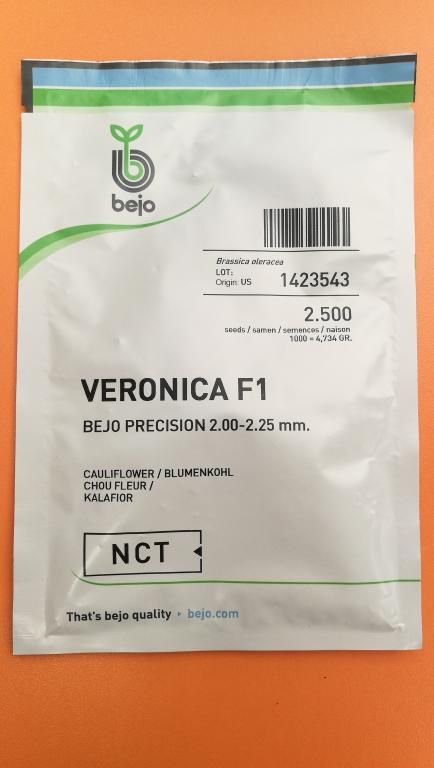 bejo
Brassica oleracea
LOT:
Origin: US 1423543
2.500
seeds / samen / semences / naison
1000 = 4,734 GR.
VERONICA F1
BEJO PRECISION 2.00-2.25 mm.
CAULIFLOWER / BLUMENKOHL
CHOU FLEUR /
KALAFIOR
NCT
That's bejo quality ▸ bejo.com